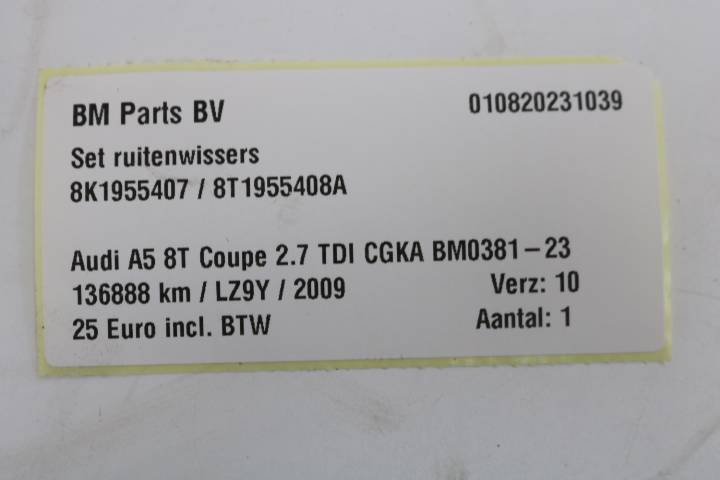 BM Parts BV 010820231039
Set ruitenwissers
8K1955407 / 8T1955408A
Audi A5 8T Coupe 2.7 TDI CGKA BM0381-23
136888 km / LZ9Y / 2009 Verz: 10
25 Euro incl. BTW Aantal: 1